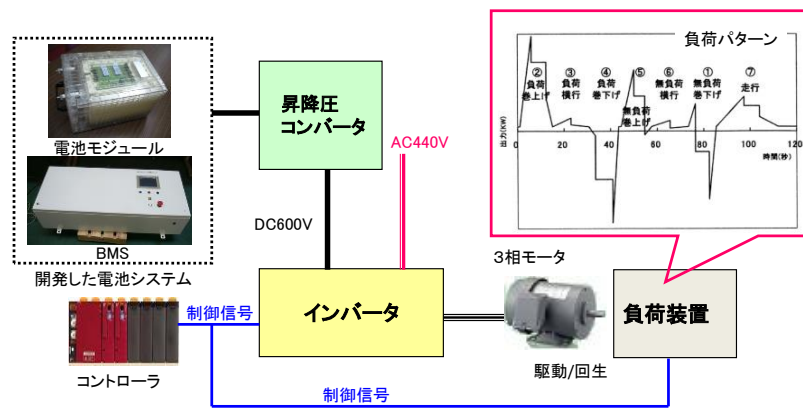 負荷パターン
② 負荷 巻上げ
③ 負荷 横行
④ 負荷 巻下げ
⑤ 無負荷 巻上げ
⑥ 無負荷 横行
① 無負荷 巻下げ
⑦ 走行
出力(KW)
0
20
40
60
80
100
120
時間(秒)
電池モジュール
BMS
開発した電池システム
昇降圧
コンバータ
AC440V
DC600V
インバータ
3相モータ
駆動/回生
負荷装置
制御信号
コントローラ
制御信号